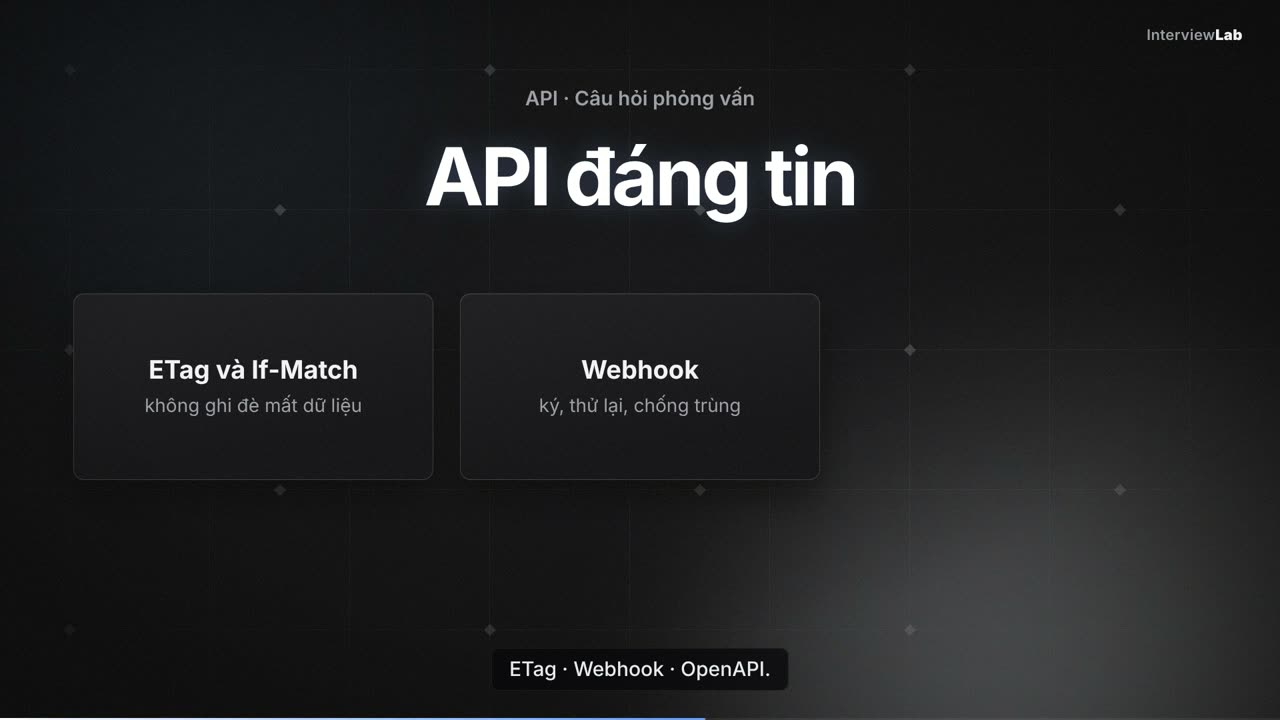 InterviewLab
API · Câu hỏi phỏng vấn
API đáng tin
ETag và If-Match
không ghi đè mất dữ liệu
Webhook
ký, thử lại, chống trùng
ETag · Webhook · OpenAPI.